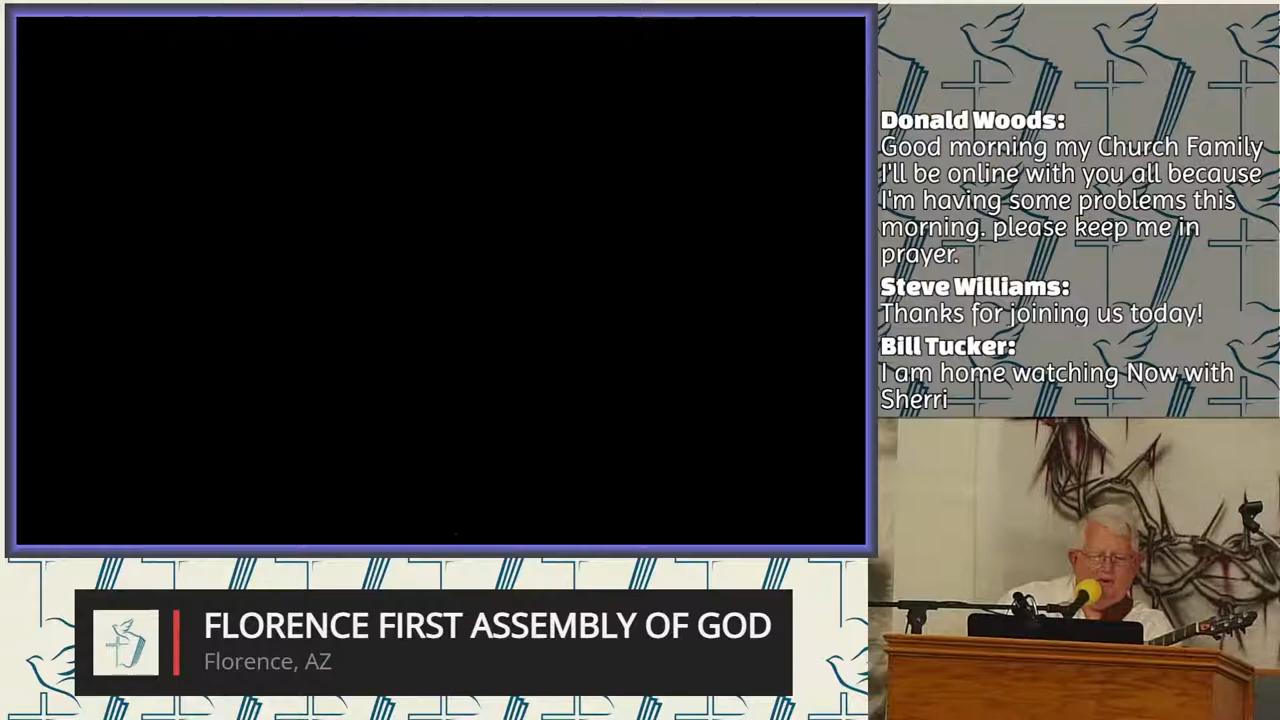 Donald Woods:
Good morning my Church Family
I'll be online with you all because
I'm having some problems this
morning. please keep me in
prayer.
Steve Williams:
Thanks for joining us today!
Bill Tucker:
I am home watching Now with
Sherri
FLORENCE FIRST ASSEMBLY OF GOD
Florence, AZ